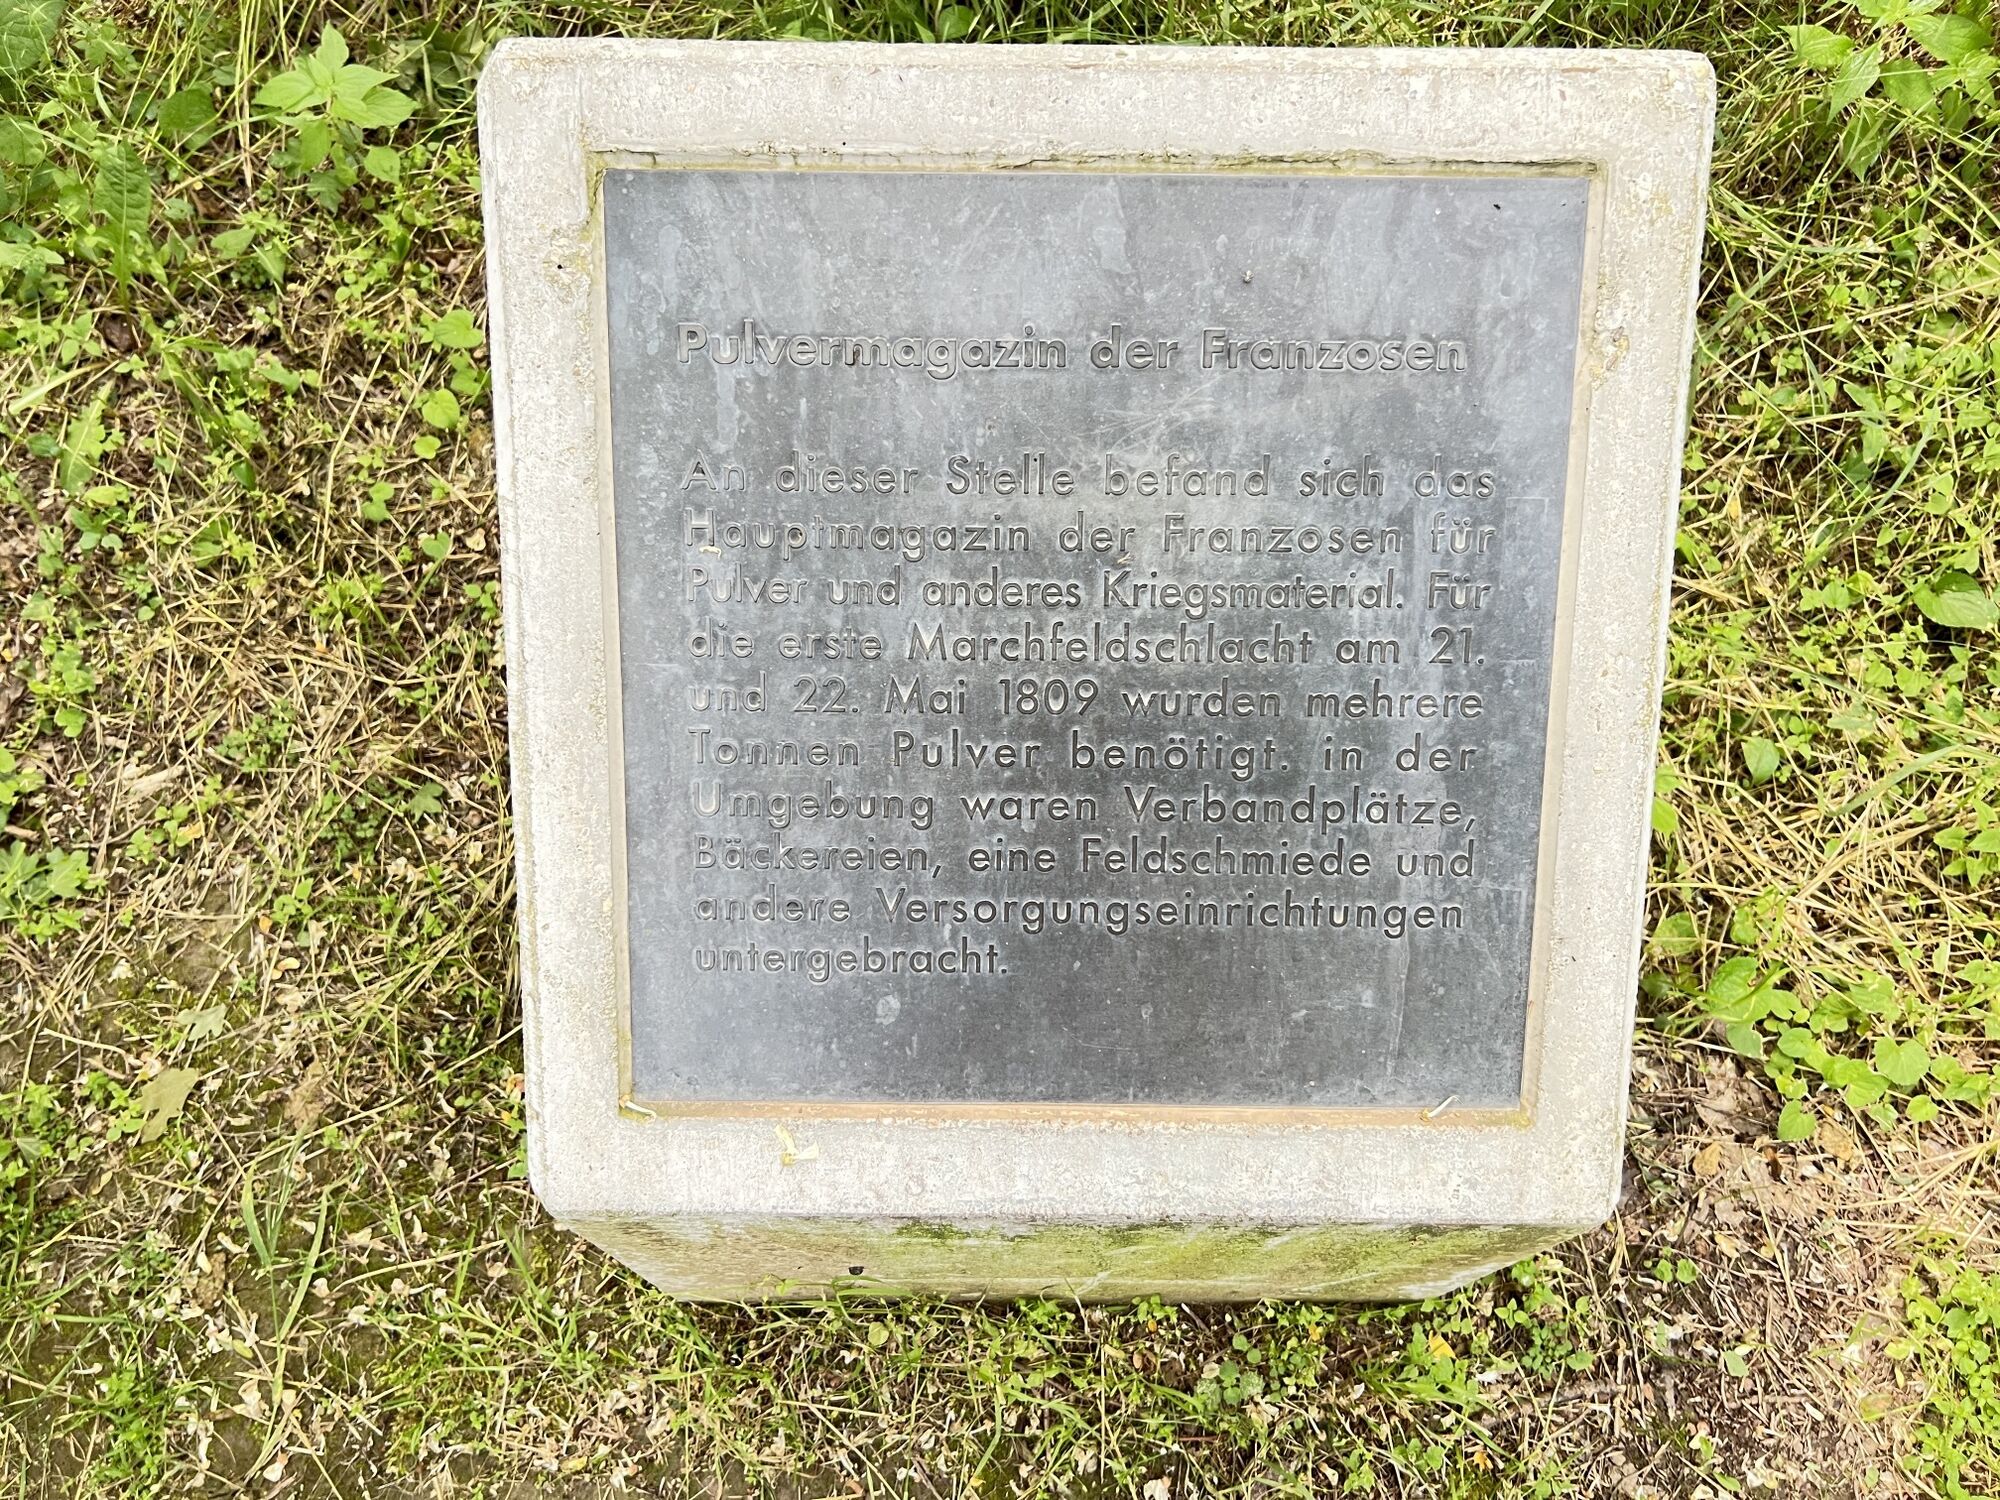 Pulvermagazin der Franzosen
An dieser Stelle befand sich das
Hauptmagazin der Franzosen für
Pulver und anderes Kriegsmaterial. Für
die erste Marchfeldschlacht am 21.
und 22. Mai 1809 wurden mehrere
Tonnen Pulver benötigt. in der
Umgebung waren Verbandplätze,
Bäckereien, eine Feldschmiede und
andere Versorgungseinrichtungen
untergebracht.